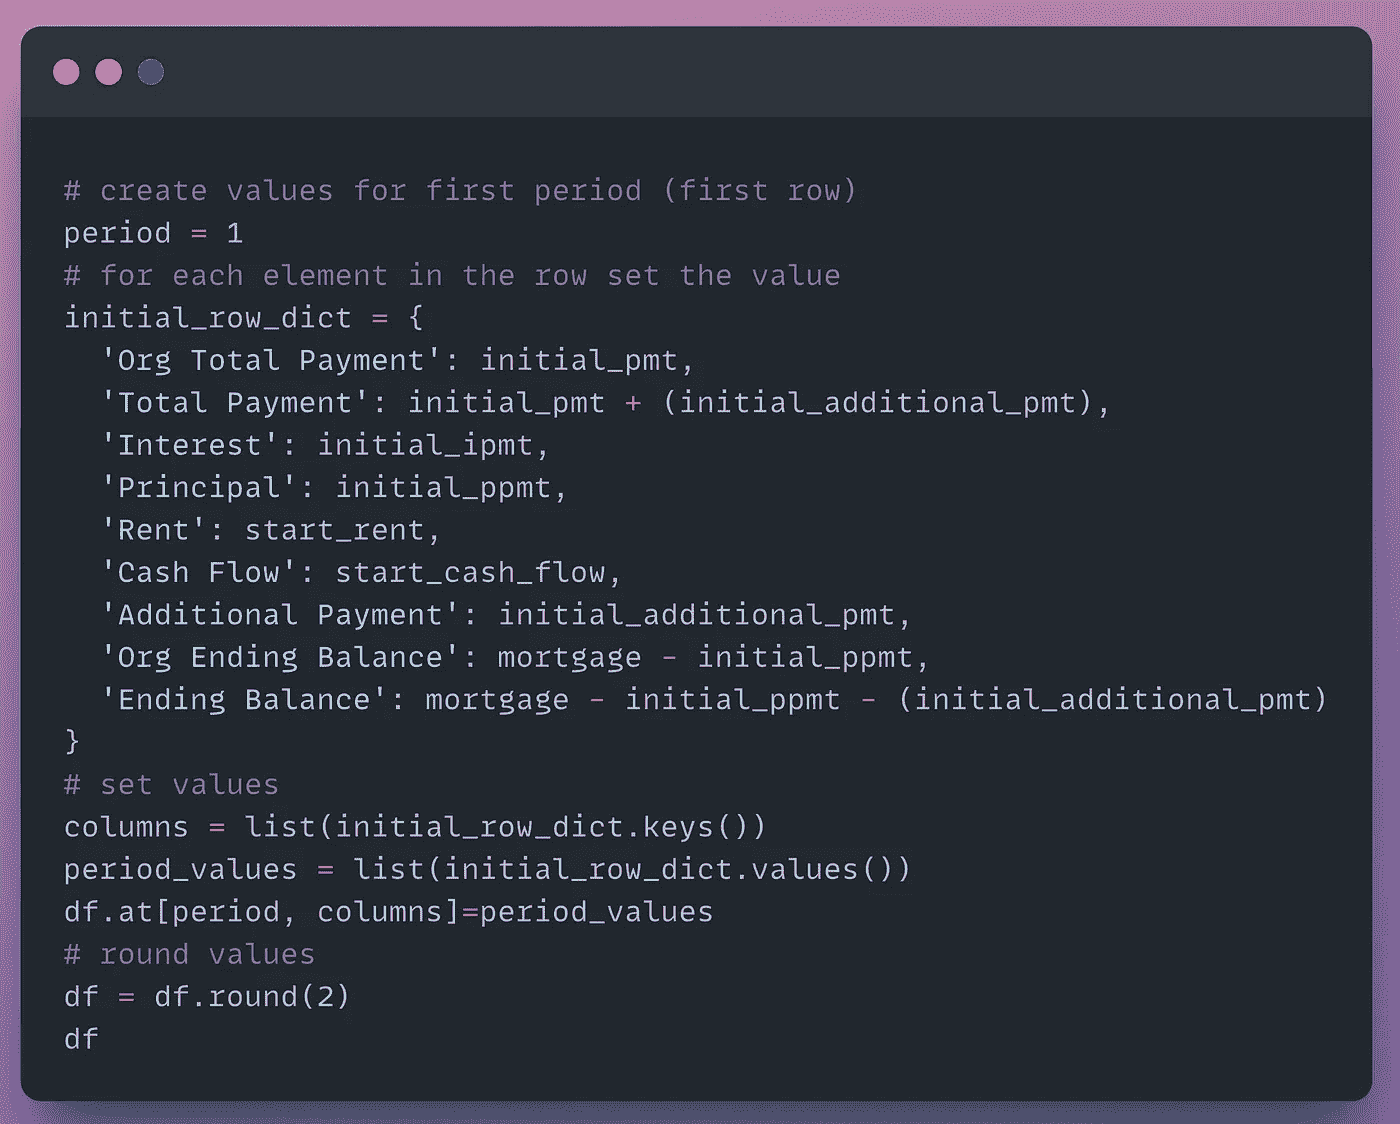 # create values for first period (first row)
period = 1
# for each element in the row set the value
initial_row_dict = {
  'Org Total Payment': initial_pmt,
  'Total Payment': initial_pmt + (initial_additional_pmt),
  'Interest': initial_ipmt,
  'Principal': initial_ppmt,
  'Rent': start_rent,
  'Cash Flow': start_cash_flow,
  'Additional Payment': initial_additional_pmt,
  'Org Ending Balance': mortgage - initial_ppmt,
  'Ending Balance': mortgage - initial_ppmt - (initial_additional_pmt)
}
# set values
columns = list(initial_row_dict.keys())
period_values = list(initial_row_dict.values())
df.at[period, columns]=period_values
# round values
df = df.round(2)
df